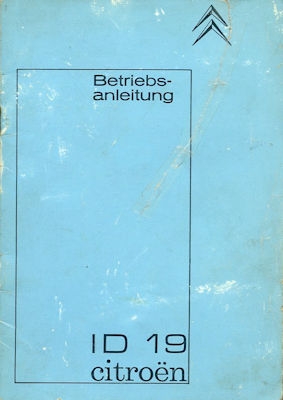 Betriebs-
anleitung
ID 19
citroën